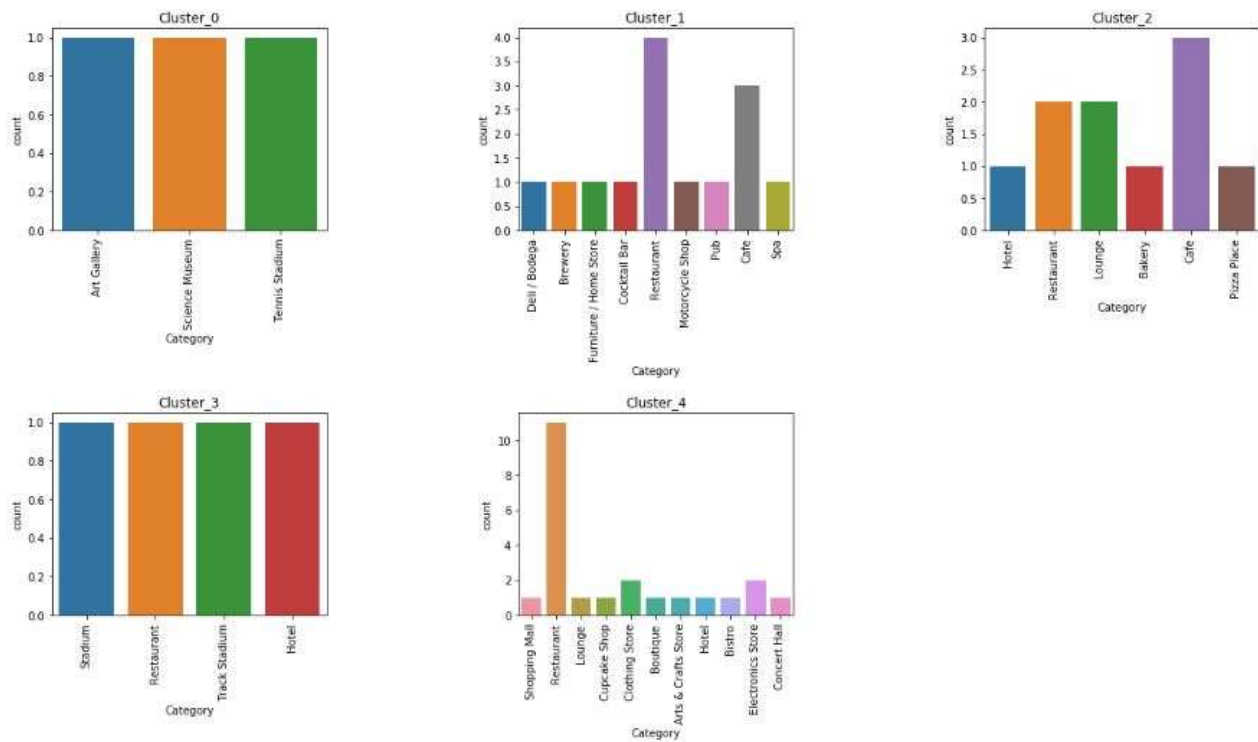 Cluster_0
1.0
0.8
0.6
0.4
0.2
0.0
count
Art Gallery
Science Museum
Tennis Stadium
Category
Cluster_1
4.0
3.5
3.0
2.5
2.0
1.5
1.0
0.5
0.0
count
Deli / Bodega
Brewery
Furniture / Home Store
Cocktail Bar
Restaurant
Motorcycle Shop
Pub
Cafe
Spa
Category
Cluster_2
3.0
2.5
2.0
1.5
1.0
0.5
0.0
count
Hotel
Restaurant
Lounge
Bakery
Cafe
Pizza Place
Category
Cluster_3
1.0
0.8
0.6
0.4
0.2
0.0
count
Stadium
Restaurant
Track Stadium
Hotel
Category
Cluster_4
10
8
6
4
2
0
count
Shopping Mall
Restaurant
Lounge
Cupcake Shop
Clothing Store
Boutique
Arts & Crafts Store
Hotel
Bistro
Electronics Store
Concert Hall
Category